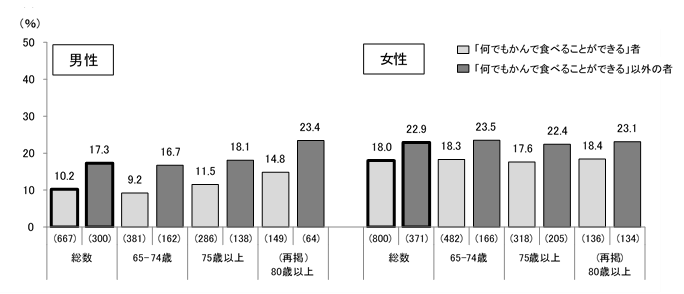 (%)
50
40
30
20
10
0
男性
10.2 17.3 9.2 16.7 11.5 18.1 14.8 23.4
(667) (300) (381) (162) (286) (138) (149) (64)
総数 65-74歳 75歳以上 (再掲)
80歳以上
女性
「何でもかんで食べることができる」者
「何でもかんで食べることができる」以外の者
18.0 22.9 18.3 23.5 17.6 22.4 18.4 23.1
(800) (371) (482) (166) (318) (205) (136) (134)
総数 65-74歳 75歳以上 (再掲)
80歳以上